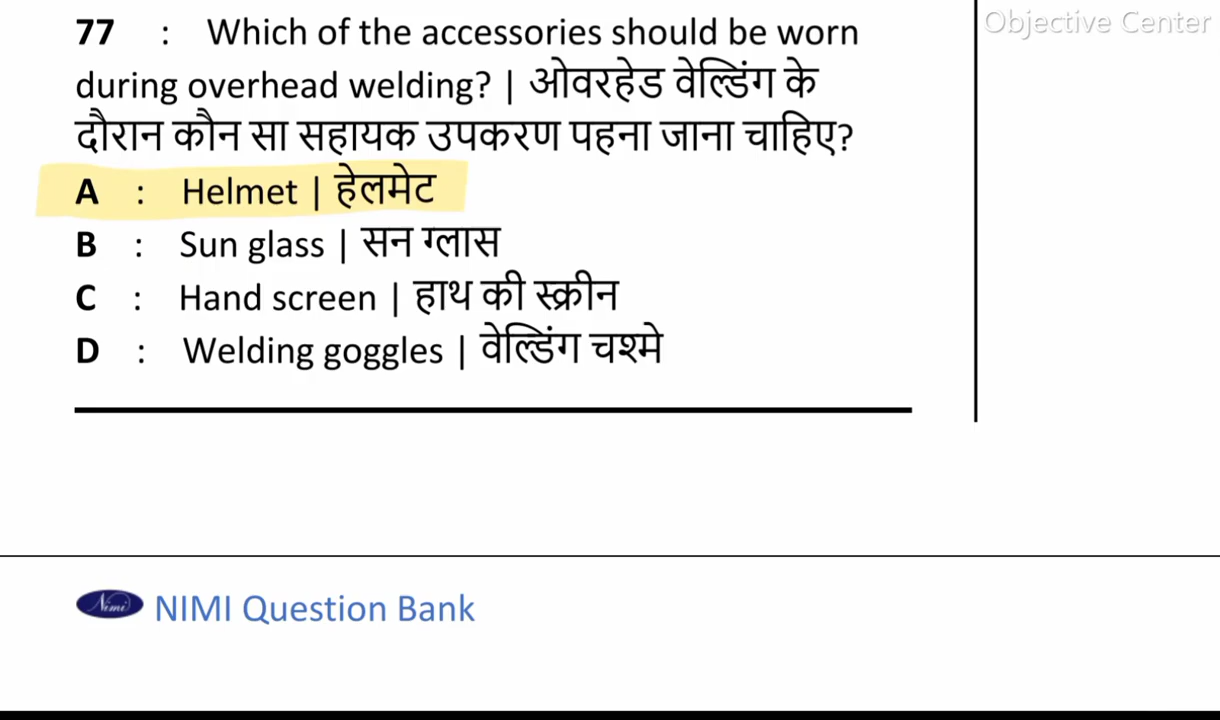 Objective Center
77 : Which of the accessories should be worn
during overhead welding? | ओवरहेड वेल्डिंग के
दौरान कौन सा सहायक उपकरण पहना जाना चाहिए?
A : Helmet | हेलमेट
B : Sun glass | सन ग्लास
C : Hand screen | हाथ की स्क्रीन
D : Welding goggles | वेल्डिंग चश्मे
Nimi NIMI Question Bank